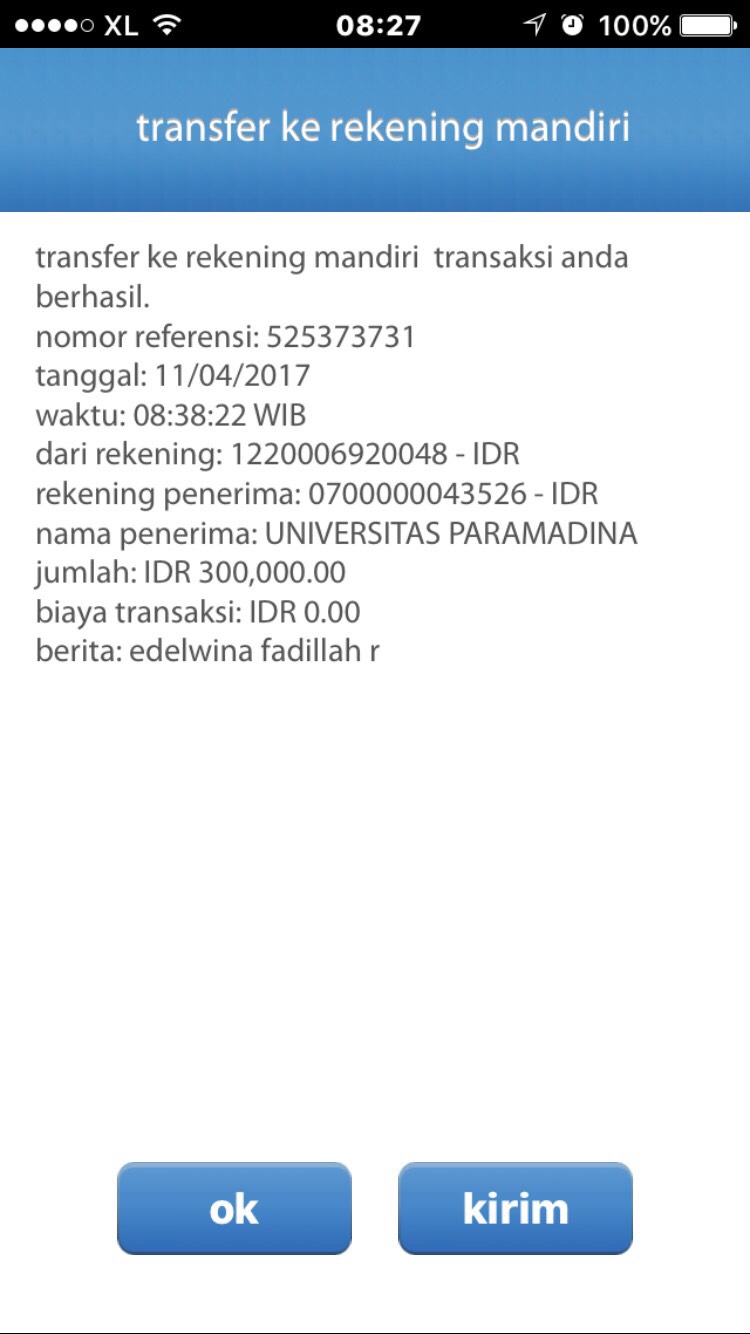 XL 08:27 100%
transfer ke rekening mandiri
transfer ke rekening mandiri  transaksi anda
berhasil.
nomor referensi: 525373731
tanggal: 11/04/2017
waktu: 08:38:22 WIB
dari rekening: 1220006920048 - IDR
rekening penerima: 0700000043526 - IDR
nama penerima: UNIVERSITAS PARAMADINA
jumlah: IDR 300,000.00
biaya transaksi: IDR 0.00
berita: edelwina fadillah r
ok kirim